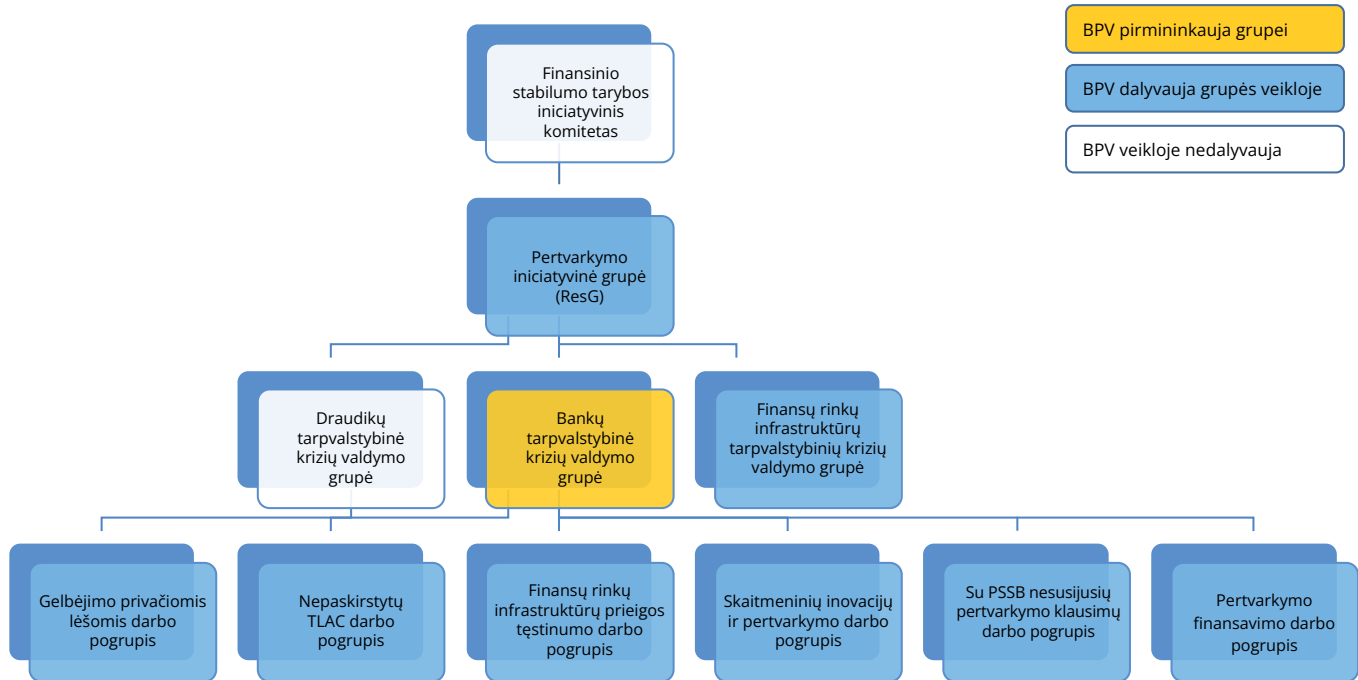 BPV pirmininkauja grupei
BPV dalyvauja grupės veikloje
BPV veikloje nedalyvauja
Finansinio
stabilumo tarybos
iniciatyvinis
komitetas
Pertvarkymo
iniciatyvinė grupė
(ResG)
Draudikų
tarpvalstybinė
krizių valdymo
grupė
Bankų
tarpvalstybinė
krizių valdymo
grupė
Finansų rinkų
infrastruktūrų
tarpvalstybinių krizių
valdymo grupė
Gelbėjimo privačiomis
lėšomis darbo
pogrupis
Nepaskirstytų
TLAC darbo
pogrupis
Finansų rinkų
infrastruktūrų prieigos
tęstinumo darbo
pogrupis
Skaitmeninių inovacijų
ir pertvarkymo darbo
pogrupis
Su PSSB nesusijusių
pertvarkymo klausimų
darbo pogrupis
Pertvarkymo
finansavimo darbo
pogrupis